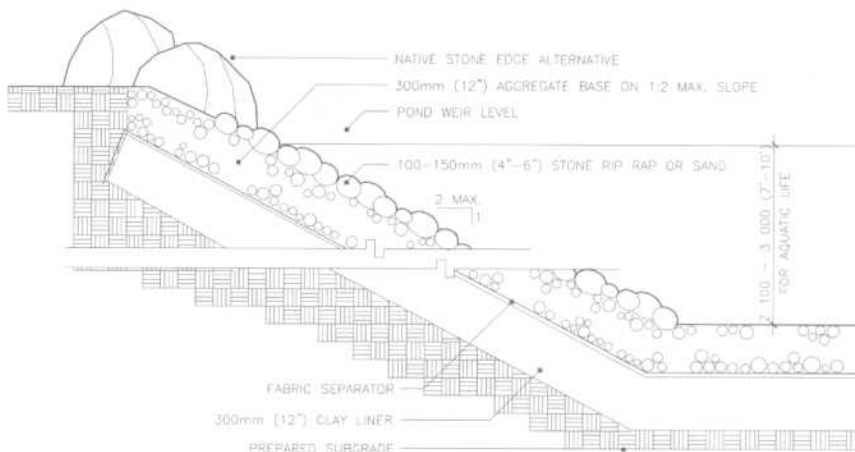 NATIVE STONE EDGE ALTERNATIVE
300mm (12") AGGREGATE BASE ON 1:2 MAX. SLOPE
POND WEIR LEVEL
100-150mm (4"-6") STONE RIP RAP OR SAND
2 MAX.
1
2 100 - 3 000 (7'-10')
FOR AQUATIC LIFE
FABRIC SEPARATOR
300mm (12") CLAY LINER
PREPARED SUBGRADE